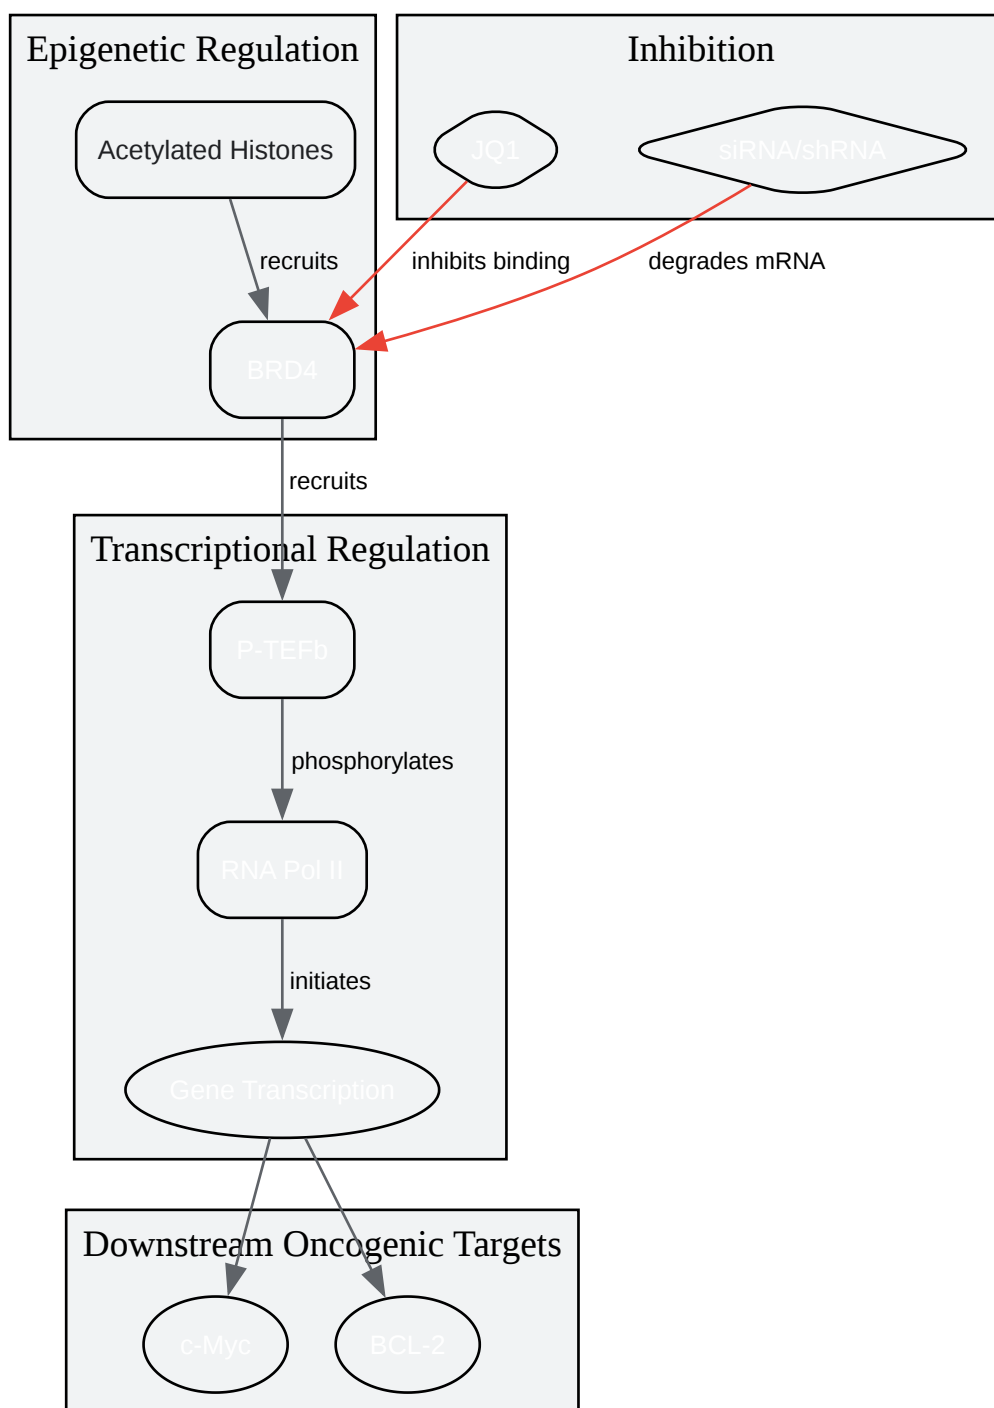 Epigenetic Regulation
Inhibition
Acetylated Histones
JQ1
siRNA/shRNA
recruits
inhibits binding
degrades mRNA
BRD4
recruits
Transcriptional Regulation
P-TEFb
phosphorylates
RNA Pol II
initiates
Gene Transcription
Downstream Oncogenic Targets
c-Myc
BCL-2